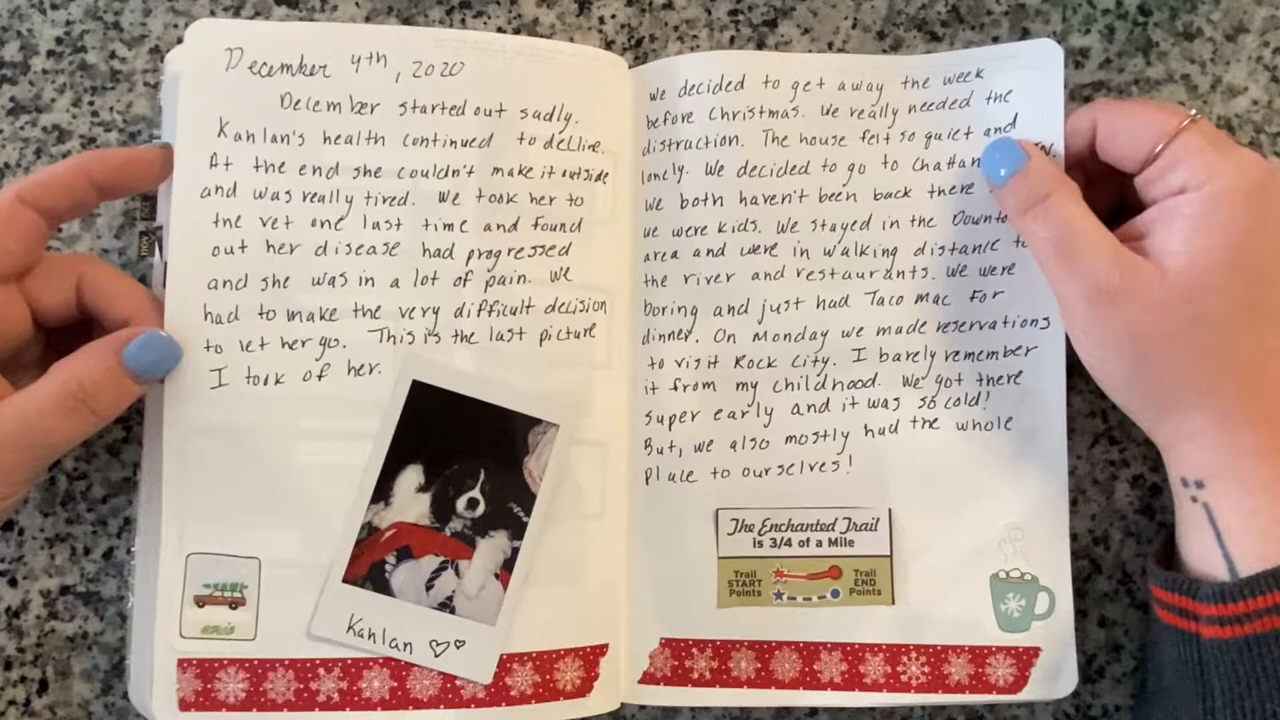 December 4th, 2020
December started out sadly.
Kahlan's health continued to decline.
At the end she couldn't make it outside
and was really tired. We took her to
the vet one last time and found
out her disease had progressed
and she was in a lot of pain. We
had to make the very difficult decision
to let her go. This is the last picture
I took of her.
Kahlan
we decided to get away the week
before Christmas. We really needed the
distraction. The house felt so quiet and
lonely. We decided to go to Chattan
we both haven't been back there
we were kids. We stayed in the Downto
area and were in walking distance to
the river and restaurants. We were
boring and just had Taco Mac for
dinner. On Monday we made reservations
to visit Rock City. I barely remember
it from my childhood. We got there
super early and it was so cold!
But, we also mostly had the whole
place to ourselves!
The Enchanted Trail
is 3/4 of a Mile
Trail START Points
Trail END Points
nov